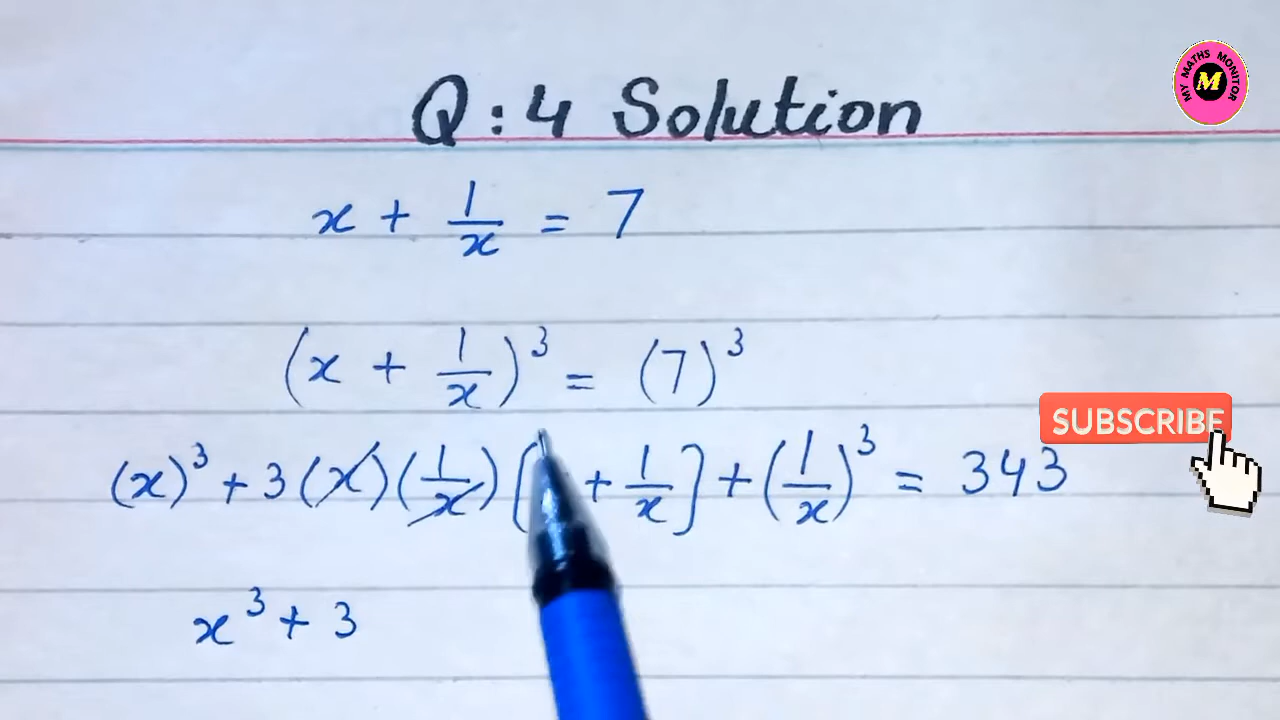 MY MATHS MONITOR
M
Q : 4 Solution
x + 1/x = 7
(x + 1/x)³ = (7)³
(x)³ + 3(x)(1/x)[ + 1/x] + (1/x)³ = 343
SUBSCRIBE
x³ + 3